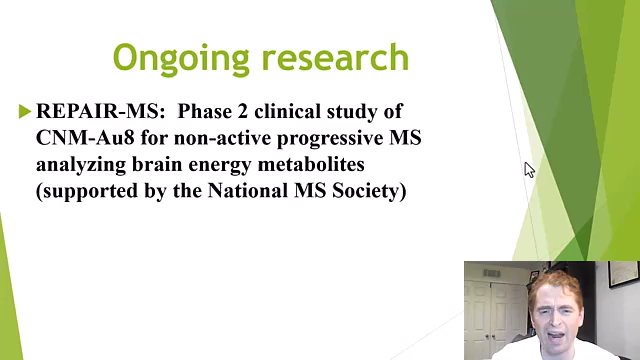 Ongoing research
REPAIR-MS: Phase 2 clinical study of
CNM-Au8 for non-active progressive MS
analyzing brain energy metabolites
(supported by the National MS Society)